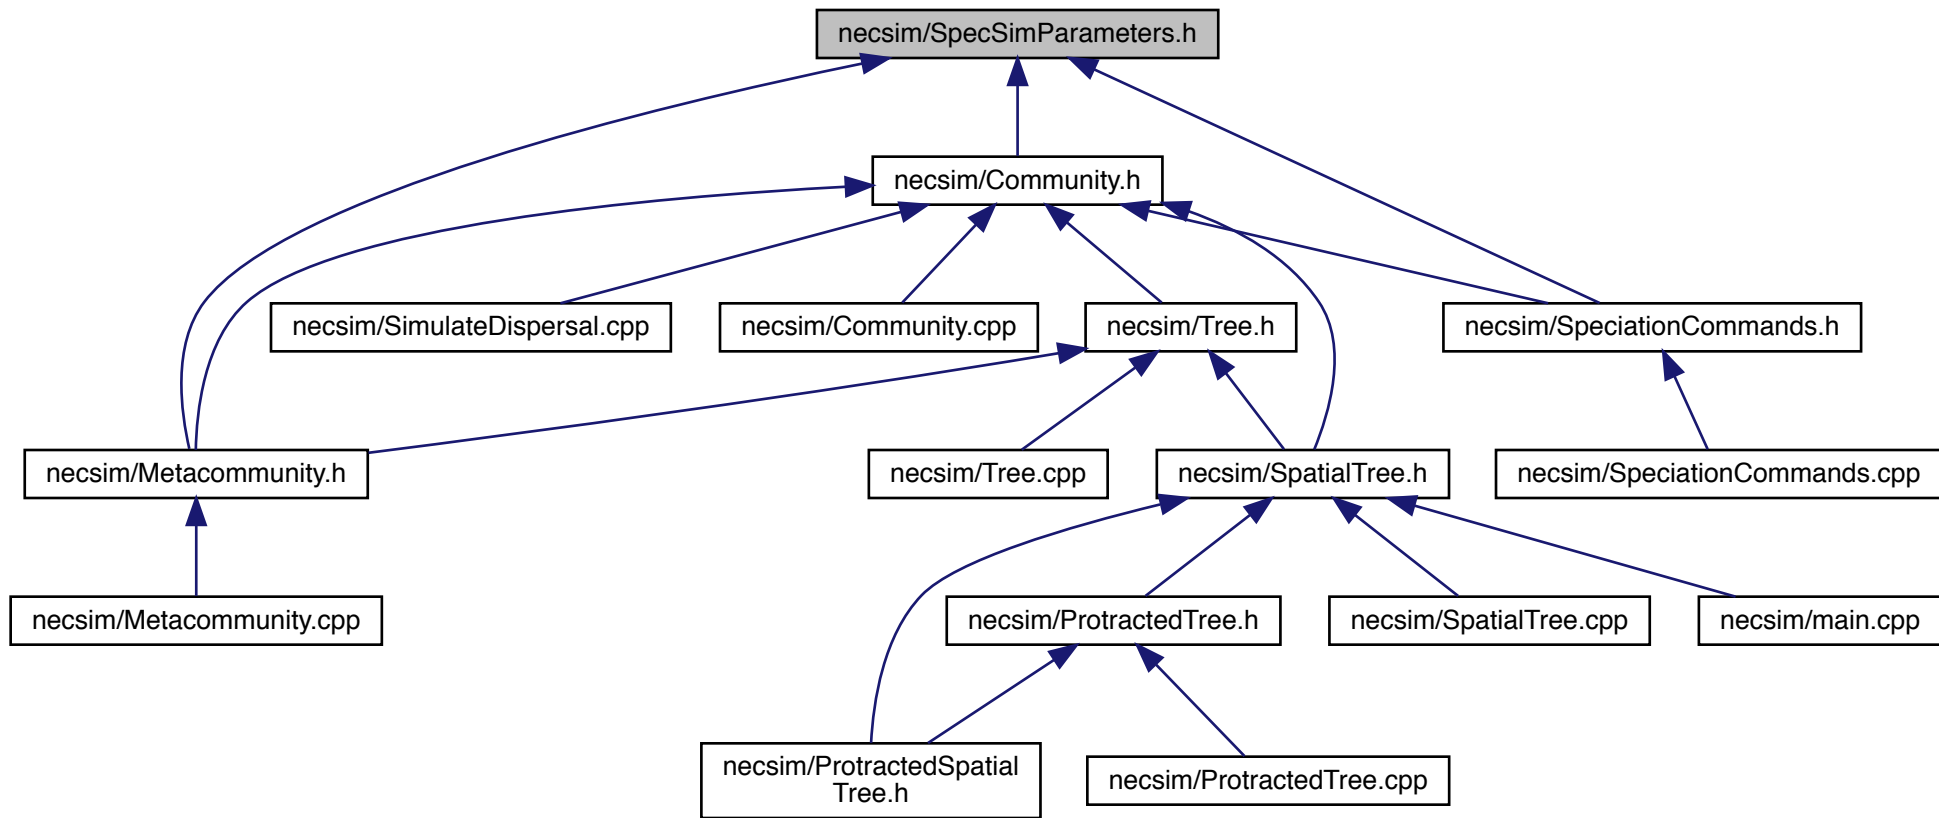 necsim/SpecSimParameters.h
necsim/Community.h
necsim/SimulateDispersal.cpp
necsim/Community.cpp
necsim/Tree.h
necsim/SpeciationCommands.h
necsim/Metacommunity.h
necsim/Tree.cpp
necsim/SpatialTree.h
necsim/SpeciationCommands.cpp
necsim/Metacommunity.cpp
necsim/ProtractedTree.h
necsim/SpatialTree.cpp
necsim/main.cpp
necsim/ProtractedSpatial
Tree.h
necsim/ProtractedTree.cpp